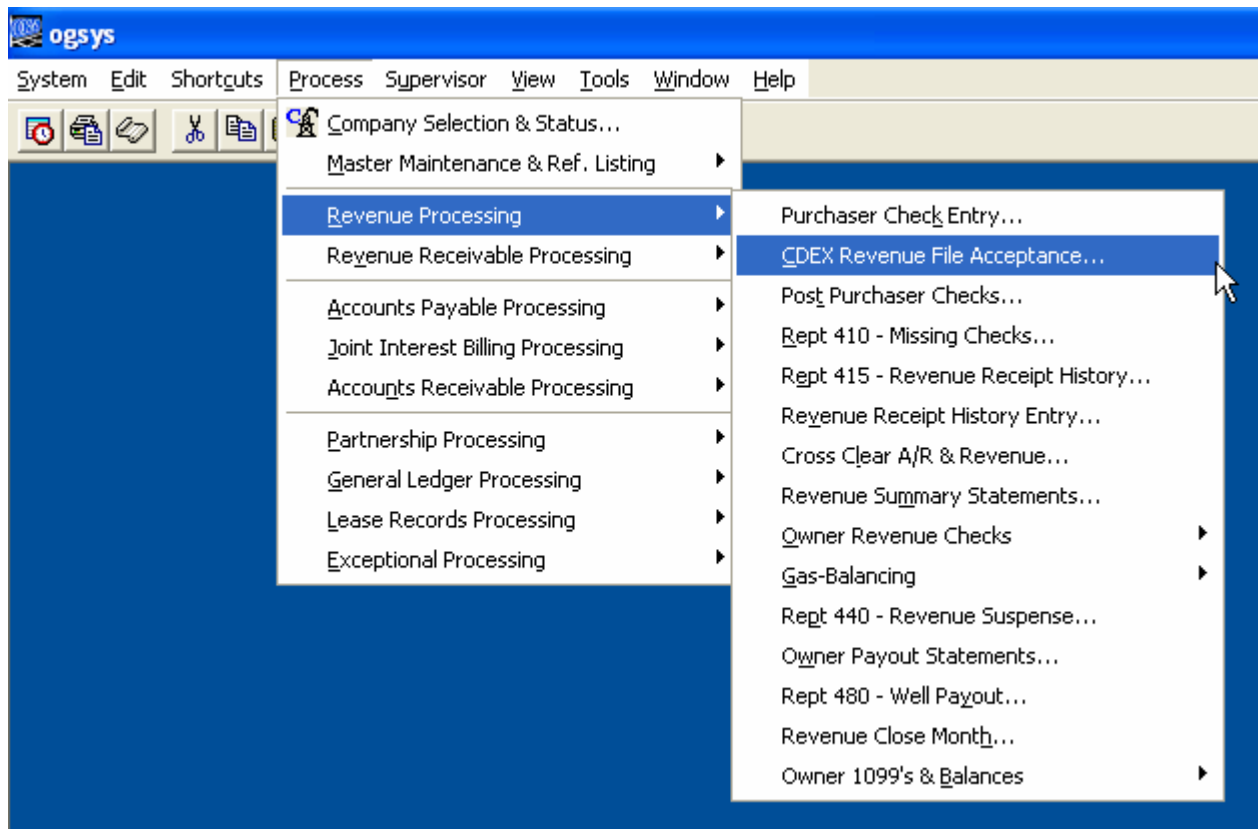 ogsys
System Edit Shortcuts Process Supervisor View Tools Window Help
Company Selection & Status...
Master Maintenance & Ref. Listing
Revenue Processing
Revenue Receivable Processing
Accounts Payable Processing
Joint Interest Billing Processing
Accounts Receivable Processing
Partnership Processing
General Ledger Processing
Lease Records Processing
Exceptional Processing
Purchaser Check Entry...
CDEX Revenue File Acceptance...
Post Purchaser Checks...
Rept 410 - Missing Checks...
Rept 415 - Revenue Receipt History...
Revenue Receipt History Entry...
Cross Clear A/R & Revenue...
Revenue Summary Statements...
Owner Revenue Checks
Gas-Balancing
Rept 440 - Revenue Suspense...
Owner Payout Statements...
Rept 480 - Well Payout...
Revenue Close Month...
Owner 1099's & Balances